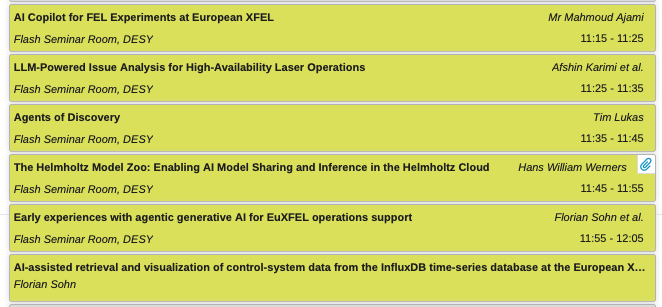 AI Copilot for FEL Experiments at European XFEL Mr Mahmoud Ajami
Flash Seminar Room, DESY 11:15 - 11:25
LLM-Powered Issue Analysis for High-Availability Laser Operations Afshin Karimi et al.
Flash Seminar Room, DESY 11:25 - 11:35
Agents of Discovery Tim Lukas
Flash Seminar Room, DESY 11:35 - 11:45
The Helmholtz Model Zoo: Enabling AI Model Sharing and Inference in the Helmholtz Cloud Hans William Werners
Flash Seminar Room, DESY 11:45 - 11:55
Early experiences with agentic generative AI for EuXFEL operations support Florian Sohn et al.
Flash Seminar Room, DESY 11:55 - 12:05
AI-assisted retrieval and visualization of control-system data from the InfluxDB time-series database at the European X...
Florian Sohn